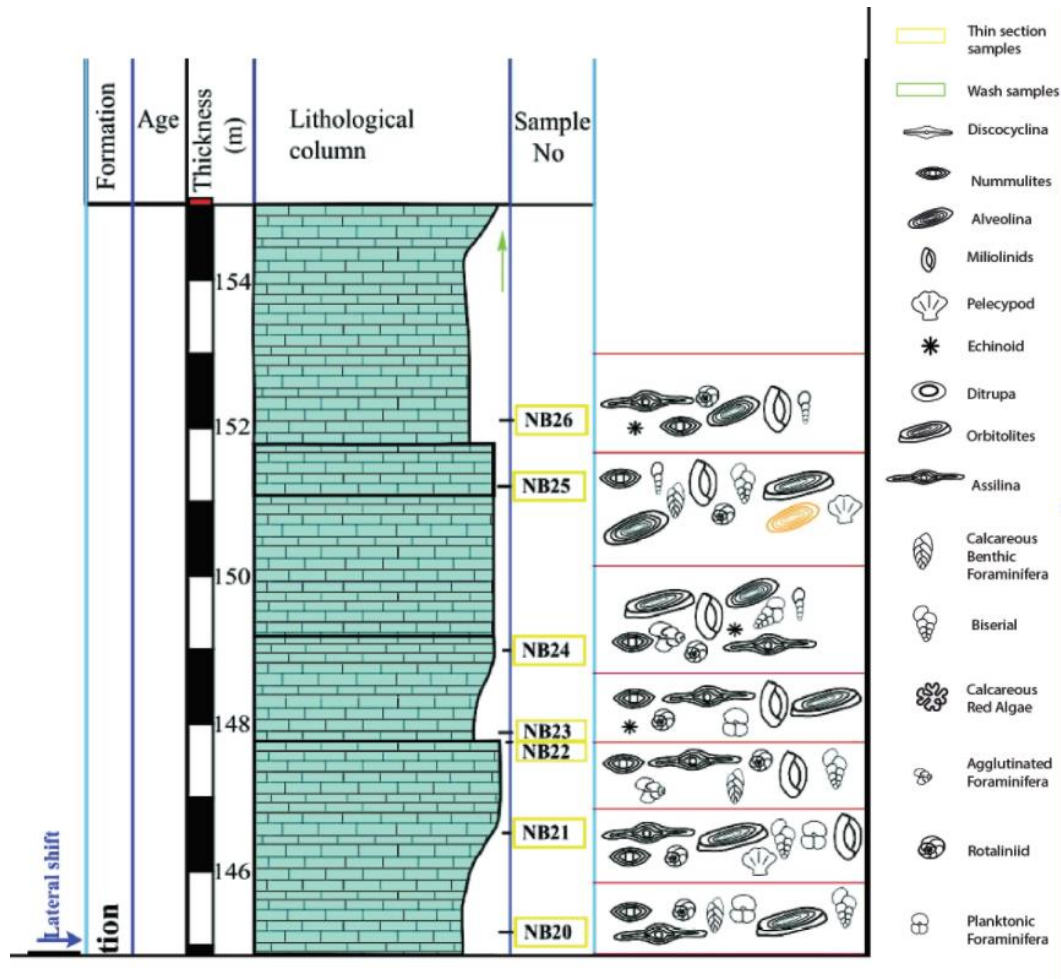 Formation
Age
Thickness
(m)
Lithological
column
Sample
No
154
152
150
148
146
NB26
NB25
NB24
NB23
NB22
NB21
NB20
Lateral shift
tion
Thin section
samples
Wash samples
Discocyclina
Nummulites
Alveolina
Miliolinids
Pelecypod
Echinoid
Ditrupa
Orbitolites
Assilina
Calcareous
Benthic
Foraminifera
Biserial
Calcareous
Red Algae
Agglutinated
Foraminifera
Rotaliniid
Planktonic
Foraminifera